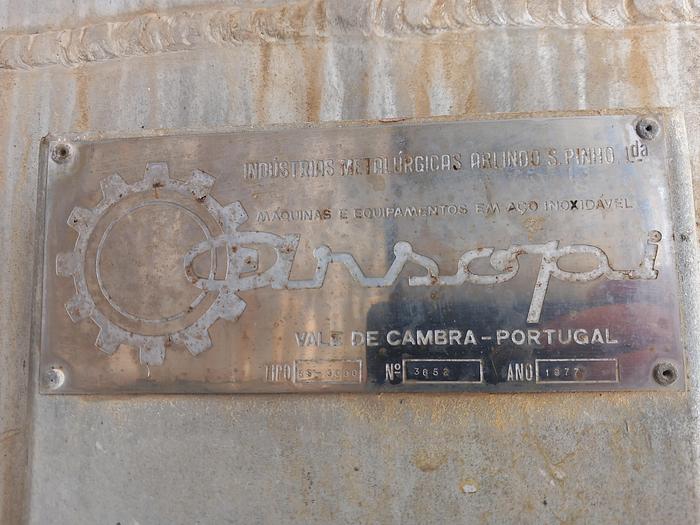 INDÚSTRIAS METALÚRGICAS ARLINDO S. PINHO, Lda
MÁQUINAS E EQUIPAMENTOS EM AÇO INOXIDÁVEL
arsopi
VALE DE CAMBRA-PORTUGAL
TIPO Nº 3652 ANO 1977